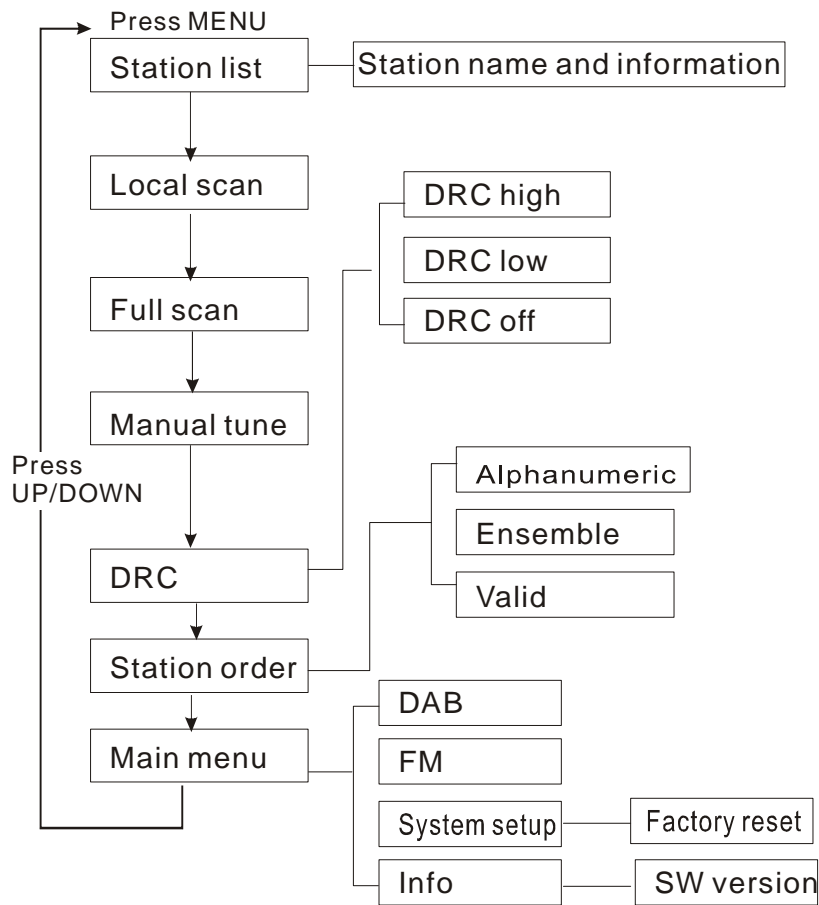 Press MENU
Station list
Station name and information
Local scan
DRC high
DRC low
Full scan
DRC off
Manual tune
Press
UP/DOWN
Alphanumeric
Ensemble
DRC
Valid
Station order
DAB
Main menu
FM
System setup
Factory reset
Info
SW version